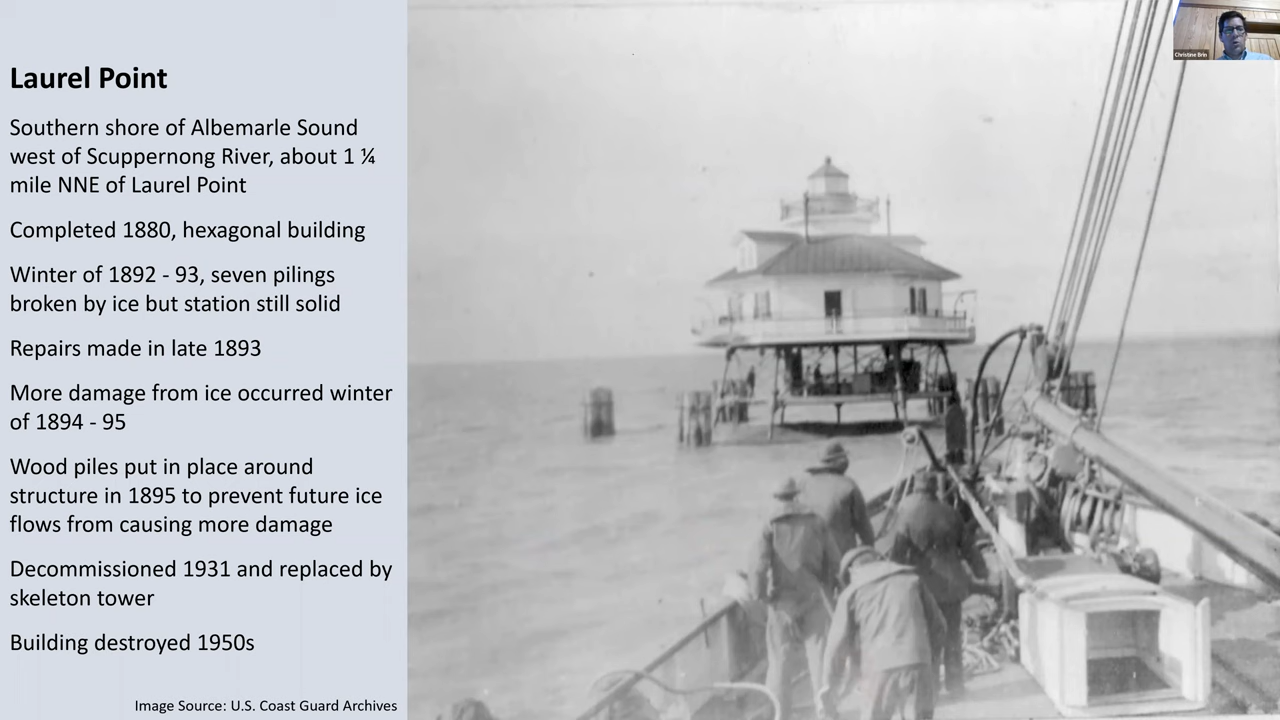 Laurel Point
Southern shore of Albemarle Sound
west of Scuppernong River, about 1 ¼
mile NNE of Laurel Point
Completed 1880, hexagonal building
Winter of 1892 - 93, seven pilings
broken by ice but station still solid
Repairs made in late 1893
More damage from ice occurred winter
of 1894 - 95
Wood piles put in place around
structure in 1895 to prevent future ice
flows from causing more damage
Decommissioned 1931 and replaced by
skeleton tower
Building destroyed 1950s
Image Source: U.S. Coast Guard Archives
Christine Brin